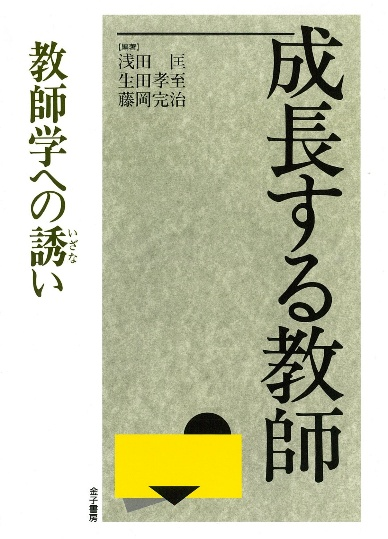 成長する教師
[編著]
浅田 匡
生田孝至
藤岡完治
教師学への誘い
いざな
金子書房